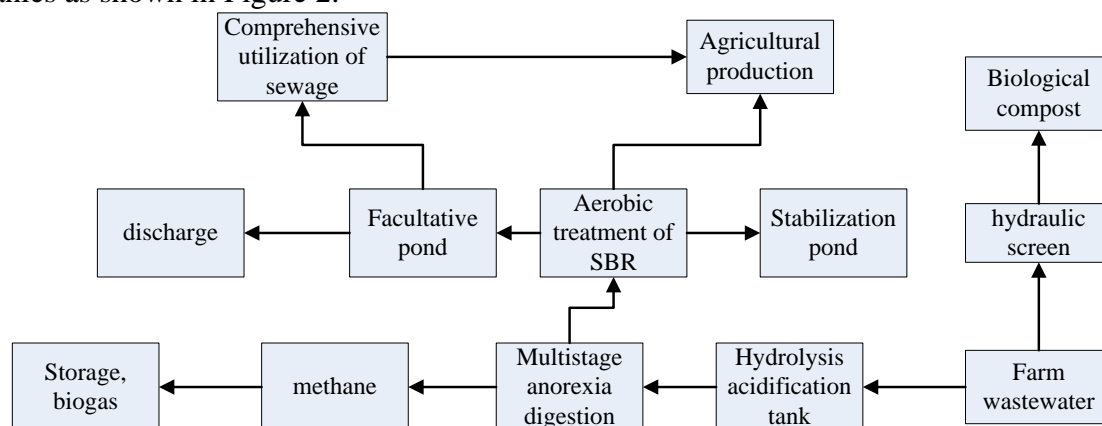 as shown in Figure 2.
Comprehensive
utilization of
sewage
Agricultural
production
Biological
compost
discharge
Facultative
pond
Aerobic
treatment of
SBR
Stabilization
pond
hydraulic
screen
Storage,
biogas
methane
Multistage
anorexia
digestion
Hydrolysis
acidification
tank
Farm
wastewater